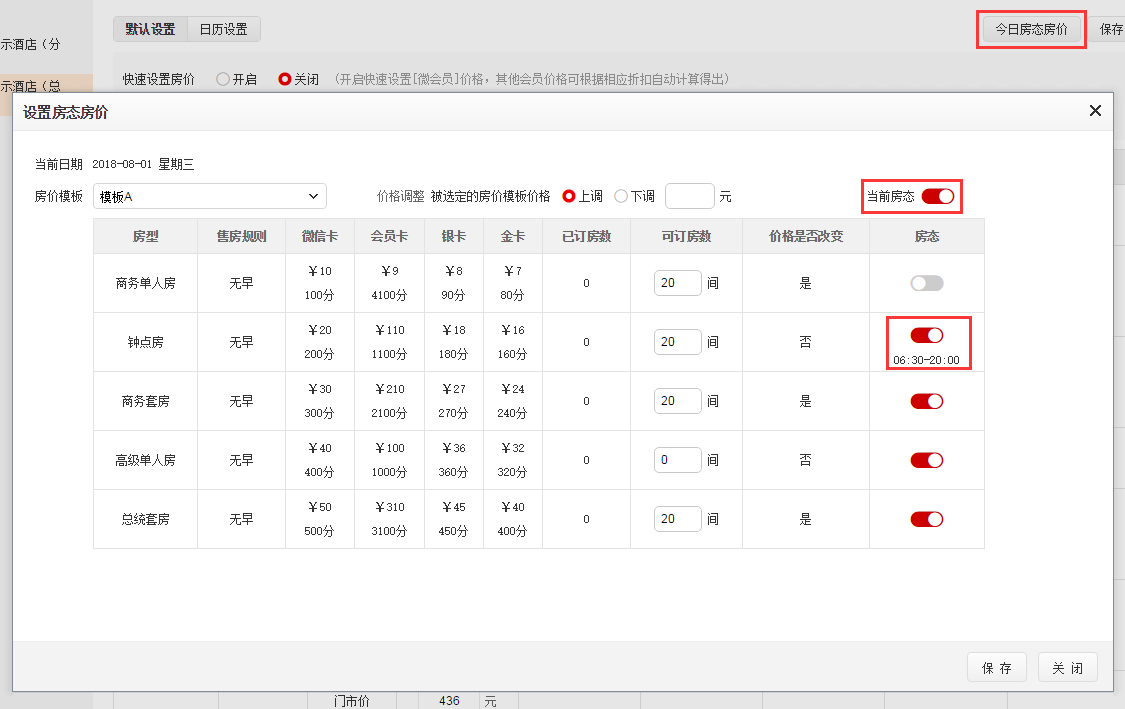 默认设置 日历设置 今日房态房价 保存
示酒店（分
快速设置房价 开启 关闭 （开启快速设置[微会员]价格，其他会员价格可根据相应折扣自动计算得出）
示酒店（总
设置房态房价
当前日期 2018-08-01 星期三
房价模板 模板A 价格调整 被选定的房价模板价格 上调 下调 元 当前房态
房型 售房规则 微信卡 会员卡 银卡 金卡 已订房数 可订房数 价格是否改变 房态
商务单人房 无早 ￥10 ￥9 ￥8 ￥7 0 20 间 是
100分 4100分 90分 80分
钟点房 无早 ￥20 ￥110 ￥18 ￥16 0 20 间 否
200分 1100分 180分 160分 06:30-20:00
商务套房 无早 ￥30 ￥210 ￥27 ￥24 0 20 间 是
300分 2100分 270分 240分
高级单人房 无早 ￥40 ￥100 ￥36 ￥32 0 0 间 否
400分 1000分 360分 320分
总统套房 无早 ￥50 ￥310 ￥45 ￥40 0 20 间 是
500分 3100分 450分 400分
保 存 关 闭
门市价 436 元